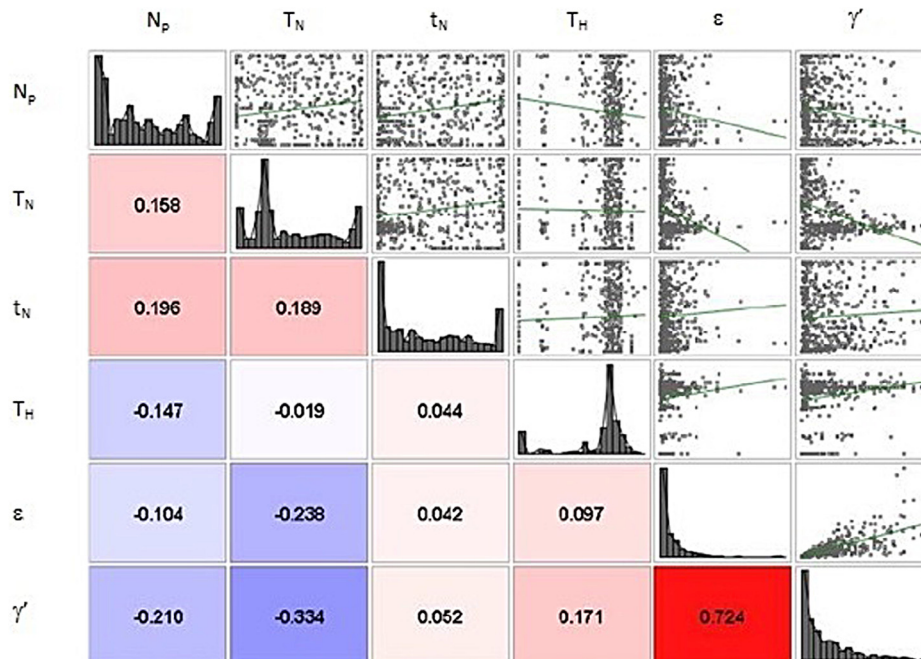 N_P T_N t_N T_H ε γ′
N_P
T_N 0.158
t_N 0.196 0.189
T_H -0.147 -0.019 0.044
ε -0.104 -0.238 0.042 0.097
γ′ -0.210 -0.334 0.052 0.171 0.724